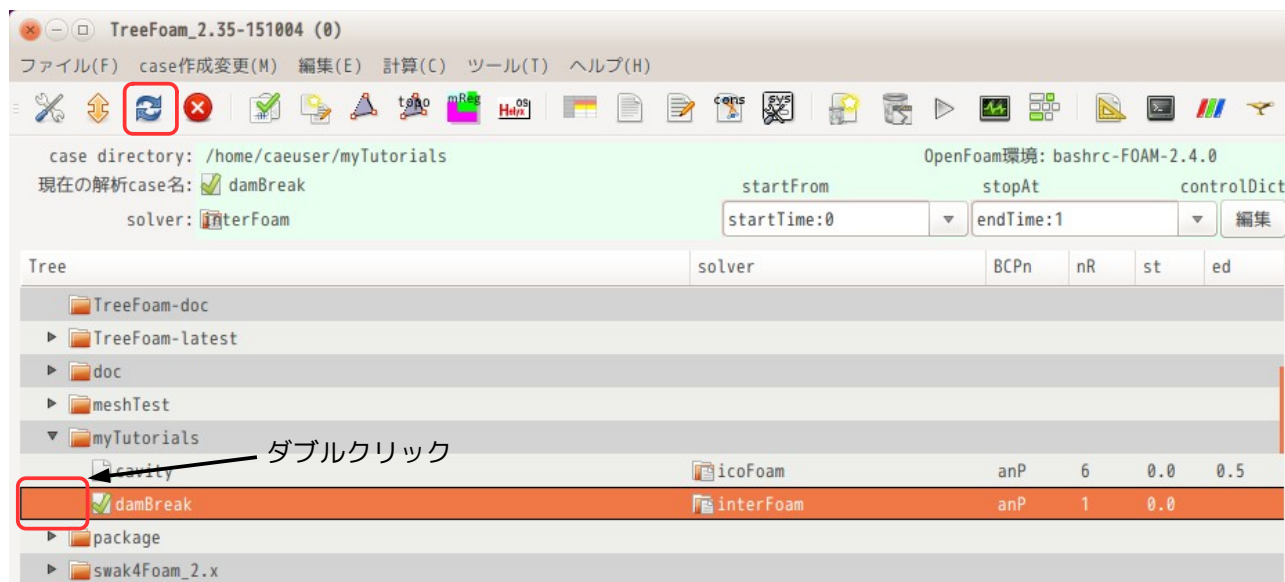 TreeFoam_2.35-151004 (0)
ファイル(F) case作成変更(M) 編集(E) 計算(C) ツール(T) ヘルプ(H)
topo mReg Helyx OS cons sys
case directory: /home/caeuser/myTutorials OpenFoam環境: bashrc-FOAM-2.4.0
現在の解析case名: damBreak startFrom stopAt controlDict
solver: interFoam startTime:0 endTime:1 編集
Tree solver BCPn nR st ed
TreeFoam-doc
TreeFoam-latest
doc
meshTest
myTutorials
ダブルクリック
cavity icoFoam anP 6 0.0 0.5
damBreak interFoam anP 1 0.0
package
swak4Foam_2.x